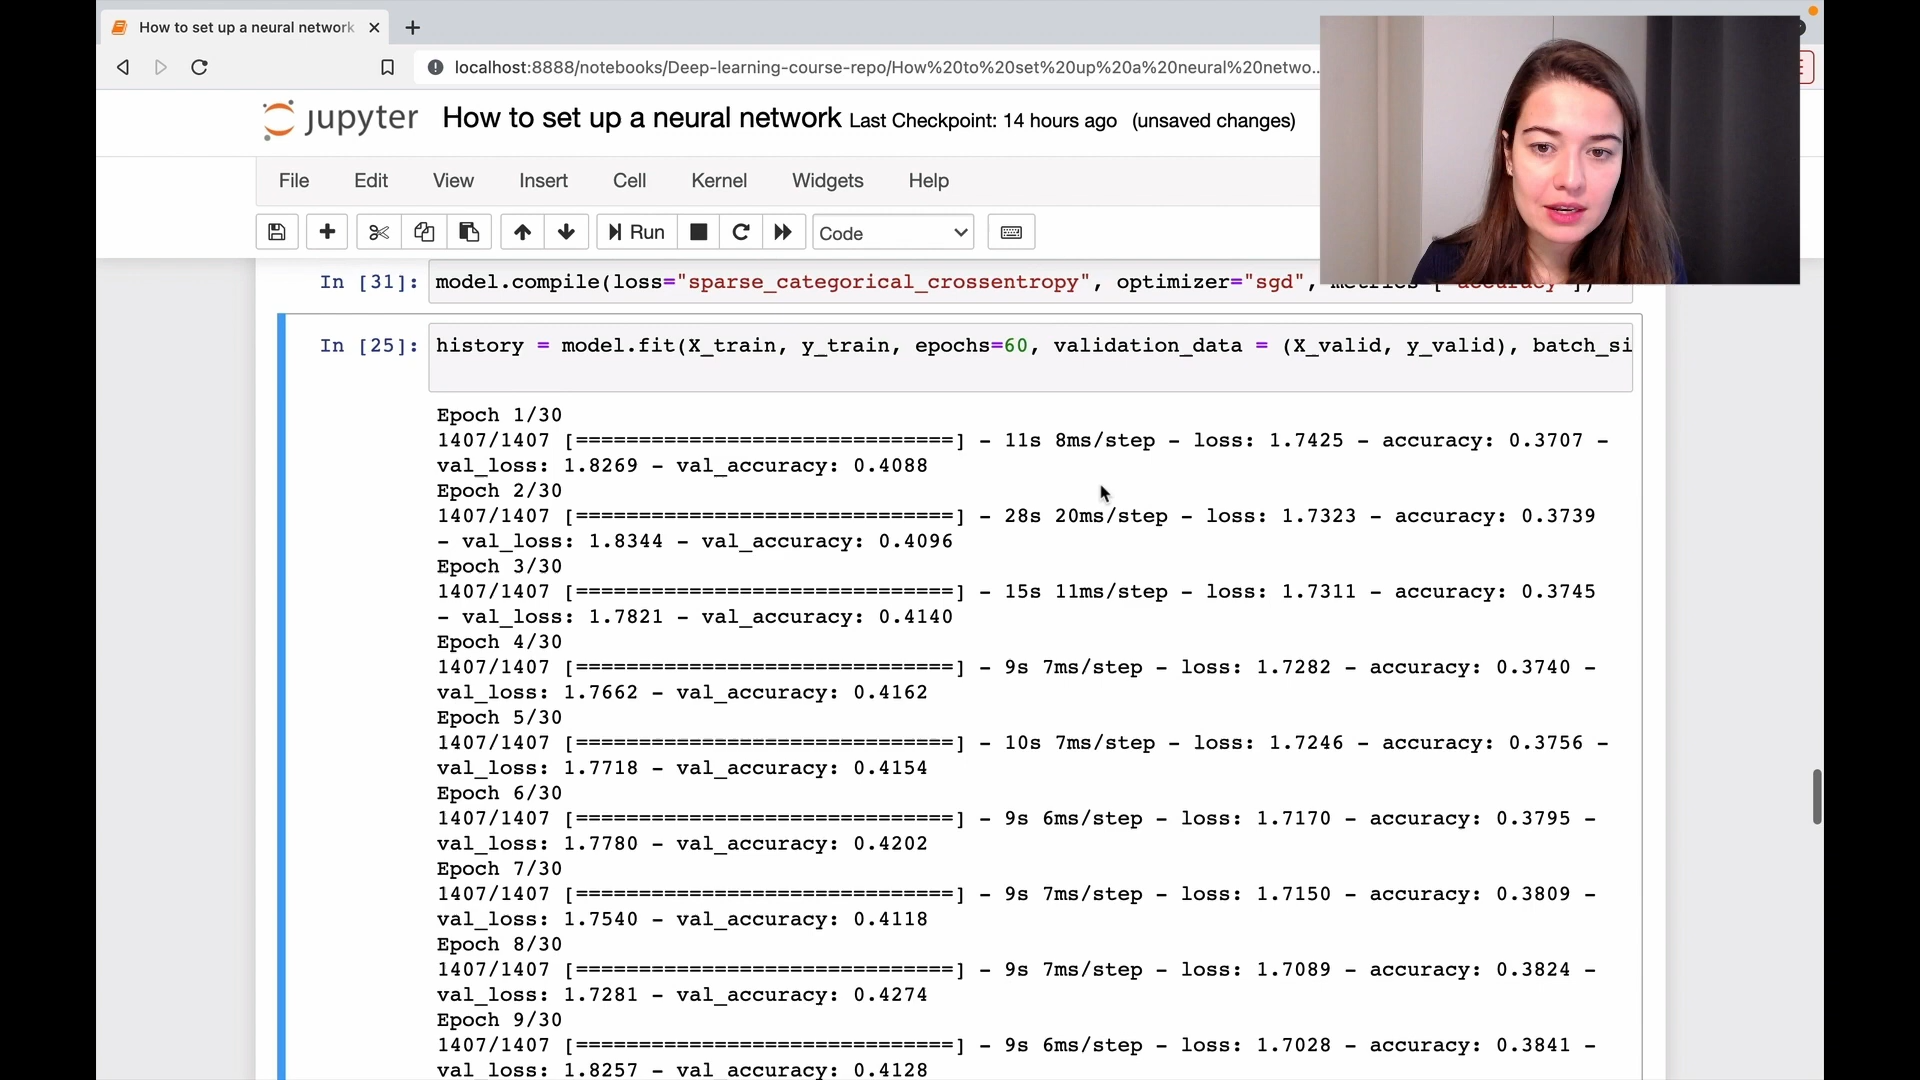 How to set up a neural network
localhost:8888/notebooks/Deep-learning-course-repo/How%20to%20set%20up%20a%20neural%20netwo...
jupyter How to set up a neural network Last Checkpoint: 14 hours ago (unsaved changes)
File Edit View Insert Cell Kernel Widgets Help
Run Code
In [31]: model.compile(loss="sparse_categorical_crossentropy", optimizer="sgd", metrics=["accuracy"])
In [25]: history = model.fit(X_train, y_train, epochs=60, validation_data = (X_valid, y_valid), batch_si
Epoch 1/30
1407/1407 [==============================] - 11s 8ms/step - loss: 1.7425 - accuracy: 0.3707 -
val_loss: 1.8269 - val_accuracy: 0.4088
Epoch 2/30
1407/1407 [==============================] - 28s 20ms/step - loss: 1.7323 - accuracy: 0.3739
- val_loss: 1.8344 - val_accuracy: 0.4096
Epoch 3/30
1407/1407 [==============================] - 15s 11ms/step - loss: 1.7311 - accuracy: 0.3745
- val_loss: 1.7821 - val_accuracy: 0.4140
Epoch 4/30
1407/1407 [==============================] - 9s 7ms/step - loss: 1.7282 - accuracy: 0.3740 -
val_loss: 1.7662 - val_accuracy: 0.4162
Epoch 5/30
1407/1407 [==============================] - 10s 7ms/step - loss: 1.7246 - accuracy: 0.3756 -
val_loss: 1.7718 - val_accuracy: 0.4154
Epoch 6/30
1407/1407 [==============================] - 9s 6ms/step - loss: 1.7170 - accuracy: 0.3795 -
val_loss: 1.7780 - val_accuracy: 0.4202
Epoch 7/30
1407/1407 [==============================] - 9s 7ms/step - loss: 1.7150 - accuracy: 0.3809 -
val_loss: 1.7540 - val_accuracy: 0.4118
Epoch 8/30
1407/1407 [==============================] - 9s 7ms/step - loss: 1.7089 - accuracy: 0.3824 -
val_loss: 1.7281 - val_accuracy: 0.4274
Epoch 9/30
1407/1407 [==============================] - 9s 6ms/step - loss: 1.7028 - accuracy: 0.3841 -
val_loss: 1.8257 - val_accuracy: 0.4128